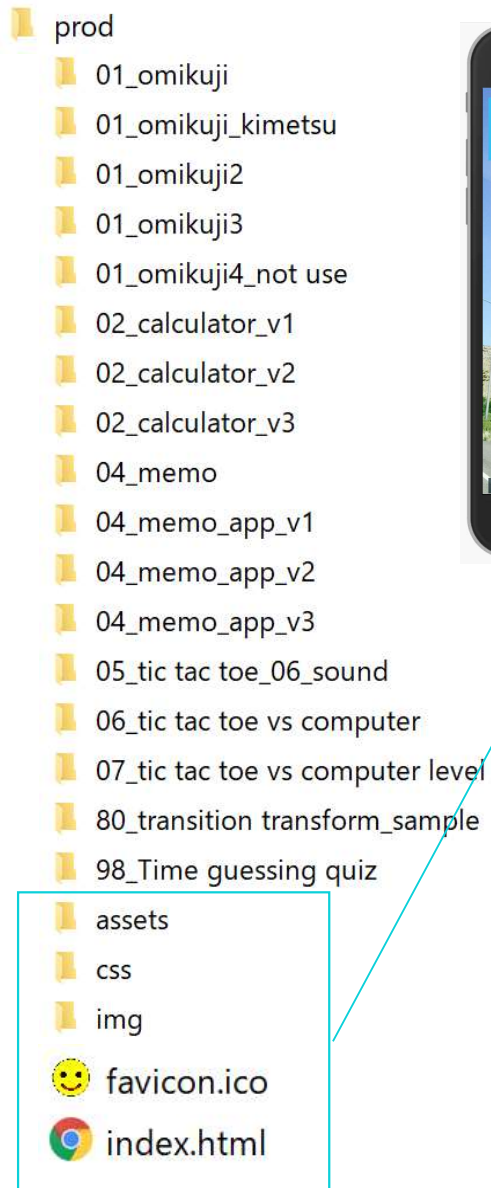 prod
01_omikuji
01_omikuji_kimetsu
01_omikuji2
01_omikuji3
01_omikuji4_not use
02_calculator_v1
02_calculator_v2
02_calculator_v3
04_memo
04_memo_app_v1
04_memo_app_v2
04_memo_app_v3
05_tic tac toe_06_sound
06_tic tac toe vs computer
07_tic tac toe vs computer level
80_transition transform_sample
98_Time guessing quiz
assets
css
img
favicon.ico
index.html